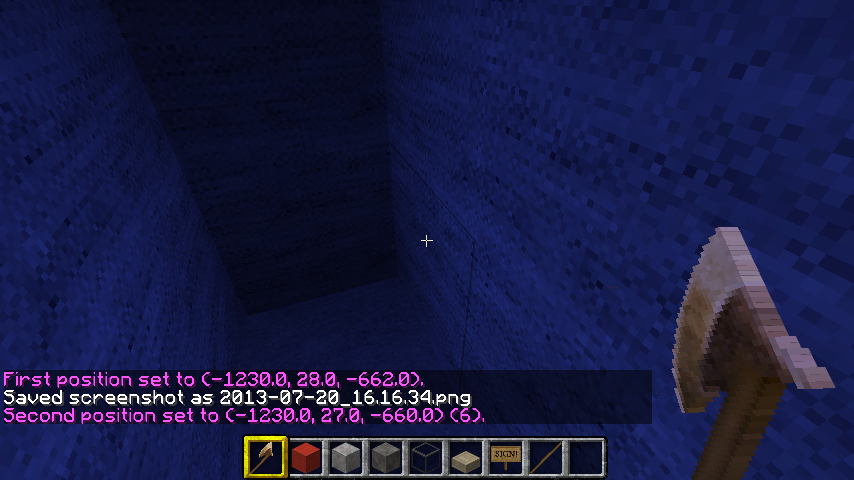 First position set to (-1230.0, 28.0, -662.0).
Saved screenshot as 2013-07-20_16.16.34.png
Second position set to (-1230.0, 27.0, -660.0) (6).
SIGN!